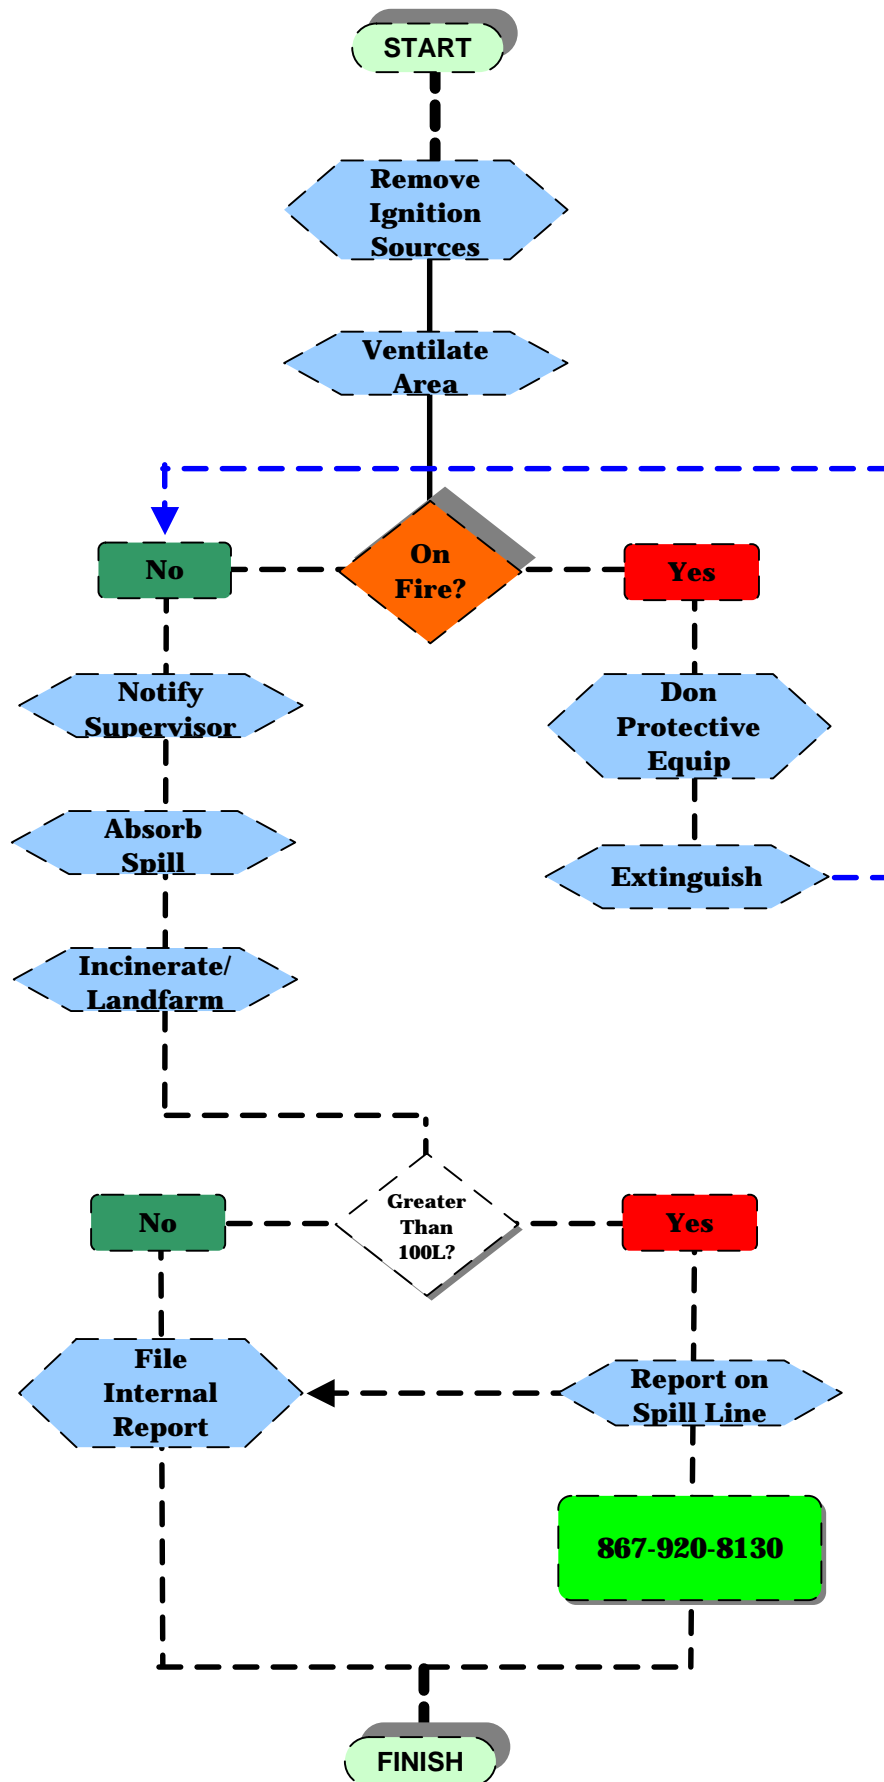 START
Remove
Ignition
Sources
Ventilate
Area
On
Fire?
No
Yes
Notify
Supervisor
Don
Protective
Equip
Absorb
Spill
Extinguish
Incinerate/
Landfarm
Greater
Than
100L?
No
Yes
File
Internal
Report
Report on
Spill Line
867-920-8130
FINISH